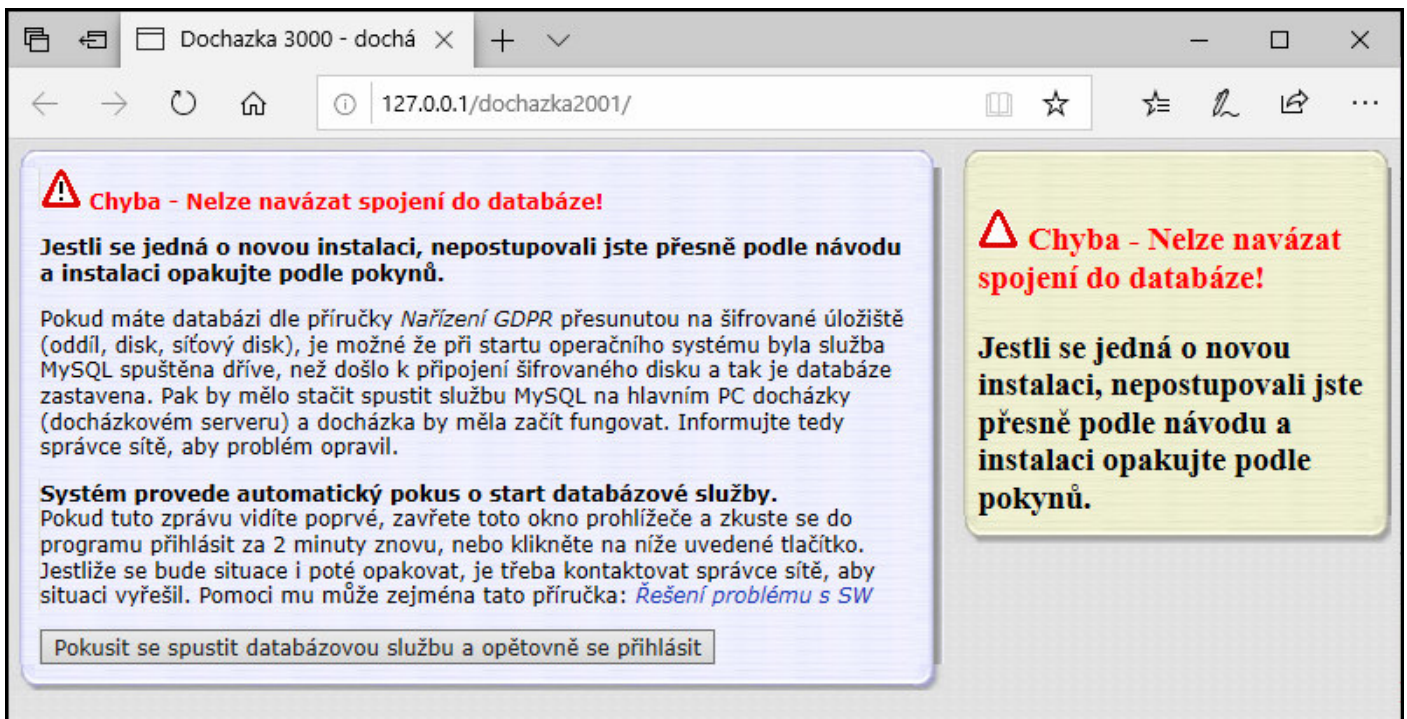 Dochazka 3000 - dochá
127.0.0.1/dochazka2001/
Chyba - Nelze navázat spojení do databáze!
Jestli se jedná o novou instalaci, nepostupovali jste přesně podle návodu
a instalaci opakujte podle pokynů.
Pokud máte databázi dle příručky Nařízení GDPR přesunutou na šifrované úložiště
(oddíl, disk, síťový disk), je možné že při startu operačního systému byla služba
MySQL spuštěna dříve, než došlo k připojení šifrovaného disku a tak je databáze
zastavena. Pak by mělo stačit spustit službu MySQL na hlavním PC docházky
(docházkovém serveru) a docházka by měla začít fungovat. Informujte tedy
správce sítě, aby problém opravil.
Systém provede automatický pokus o start databázové služby.
Pokud tuto zprávu vidíte poprvé, zavřete toto okno prohlížeče a zkuste se do
programu přihlásit za 2 minuty znovu, nebo klikněte na níže uvedené tlačítko.
Jestliže se bude situace i poté opakovat, je třeba kontaktovat správce sítě, aby
situaci vyřešil. Pomoci mu může zejména tato příručka: Řešení problému s SW
Pokusit se spustit databázovou službu a opětovně se přihlásit
Chyba - Nelze navázat
spojení do databáze!
Jestli se jedná o novou
instalaci, nepostupovali jste
přesně podle návodu a
instalaci opakujte podle
pokynů.